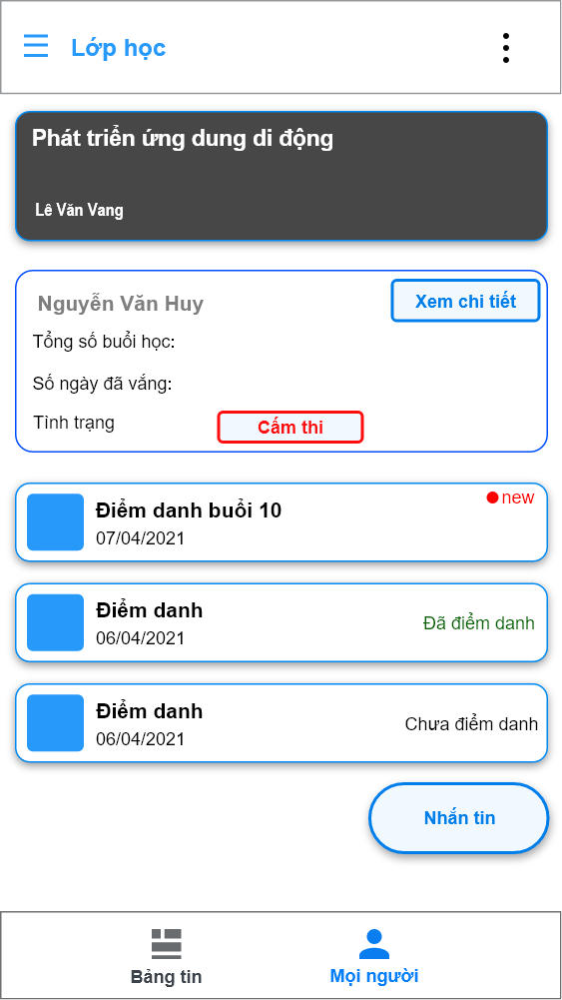 Lớp học
Phát triển ứng dung di động
Lê Văn Vang
Nguyễn Văn Huy
Xem chi tiết
Tổng số buổi học:
Số ngày đã vắng:
Tình trạng
Cấm thi
Điểm danh buổi 10
new
07/04/2021
Điểm danh
06/04/2021
Đã điểm danh
Điểm danh
06/04/2021
Chưa điểm danh
Nhắn tin
Bảng tin
Mọi người